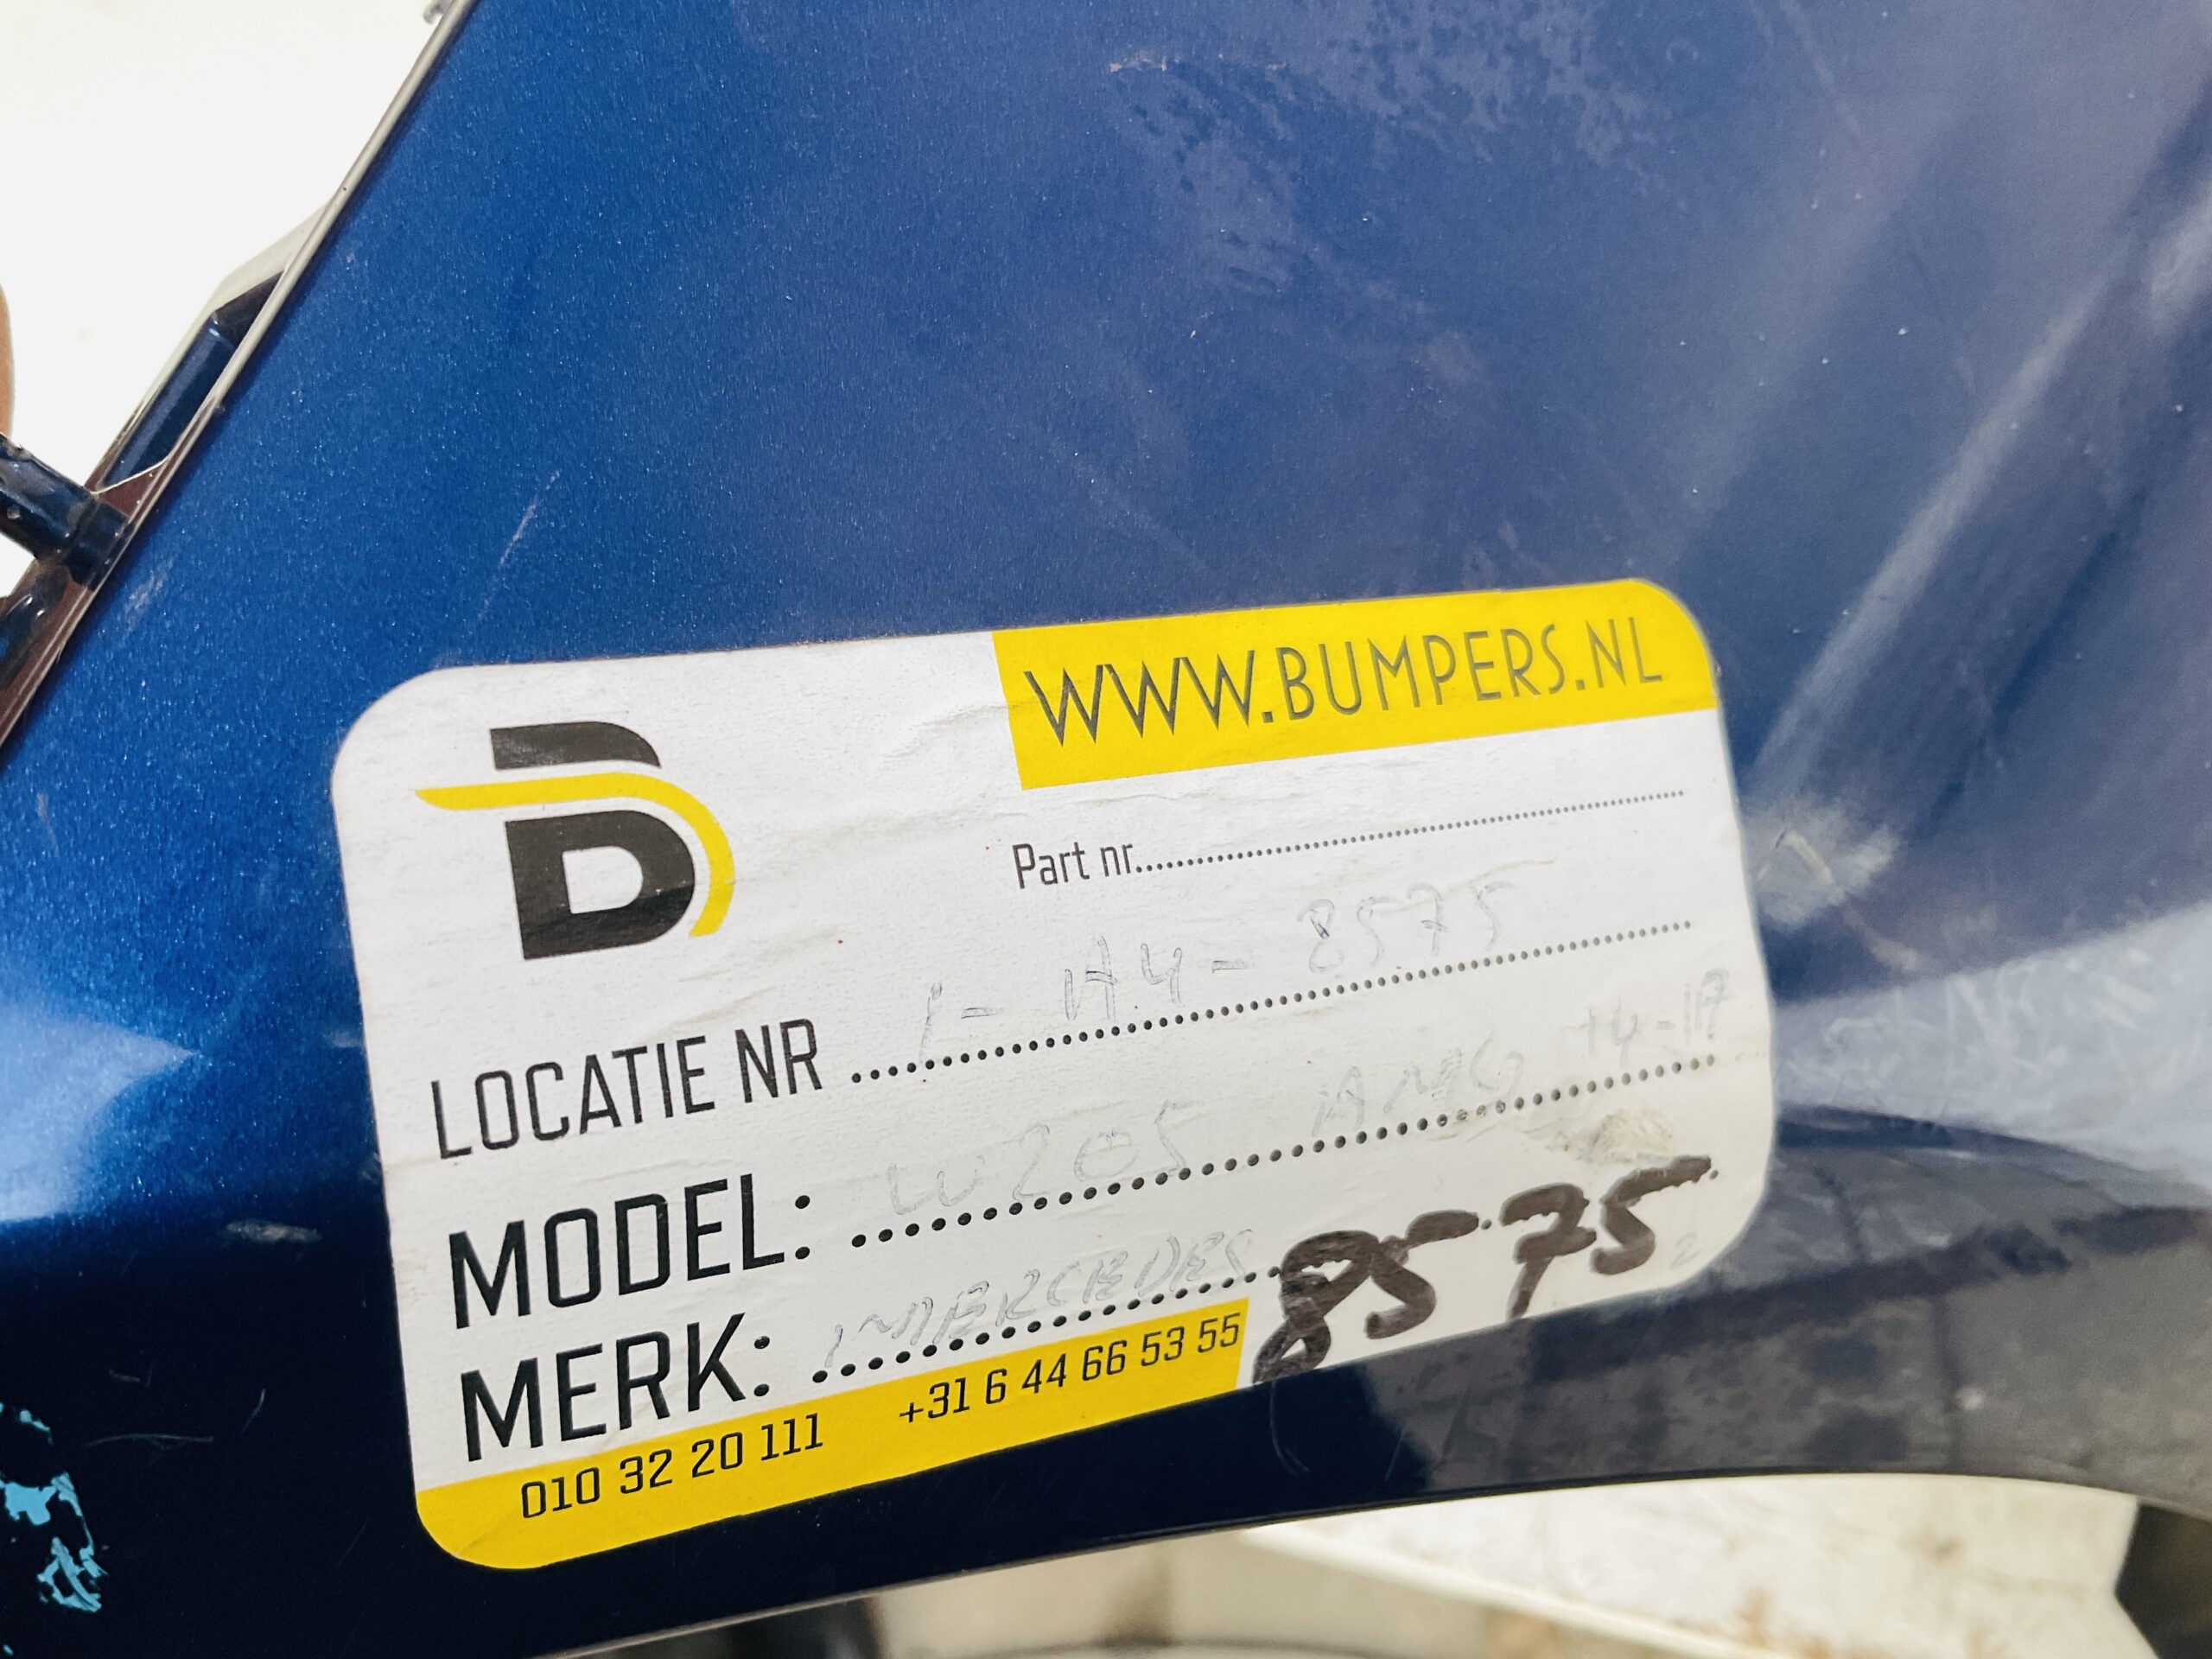 WWW.BUMPERS.NL
B
Part nr...........
LOCATIE NR 1 - A4 - 8575
MODEL: W205 AMG 14-17
MERK: MERCEDES
8575
010 32 20 111 +31 6 44 66 53 55